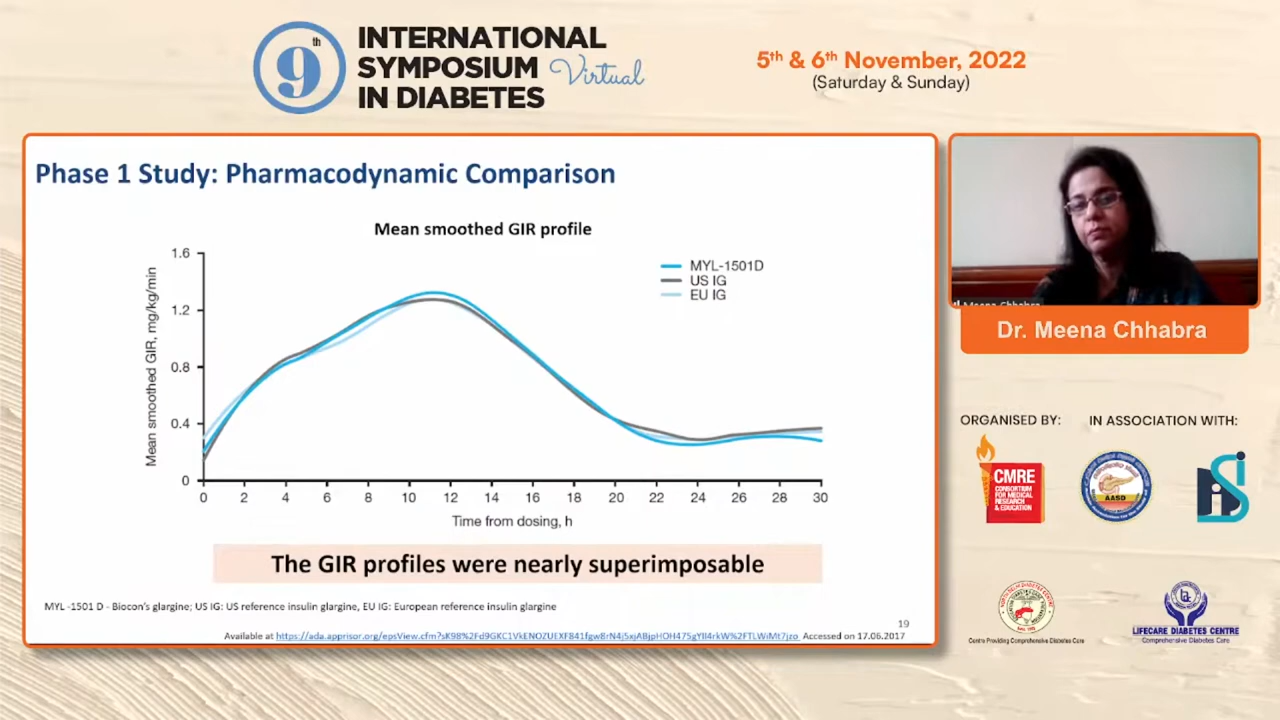 9th
INTERNATIONAL
SYMPOSIUM Virtual
IN DIABETES
5th & 6th November, 2022
(Saturday & Sunday)
Phase 1 Study: Pharmacodynamic Comparison
Mean smoothed GIR profile
Mean smoothed GIR, mg/kg/min
1.6
1.2
0.8
0.4
0
MYL-1501D
US IG
EU IG
0 2 4 6 8 10 12 14 16 18 20 22 24 26 28 30
Time from dosing, h
The GIR profiles were nearly superimposable
MYL -1501 D - Biocon's glargine; US IG: US reference insulin glargine, EU IG: European reference insulin glargine
19
Available at Accessed on 17.06.2017
Meena Chhabra
Dr. Meena Chhabra
ORGANISED BY:
IN ASSOCIATION WITH:
CMRE
CONSORTIUM
FOR MEDICAL
RESEARCH
& EDUCATION
AASD
Centre Providing Comprehensive Diabetes Care
LIFECARE DIABETES CENTRE
Comprehensive Diabetes Care